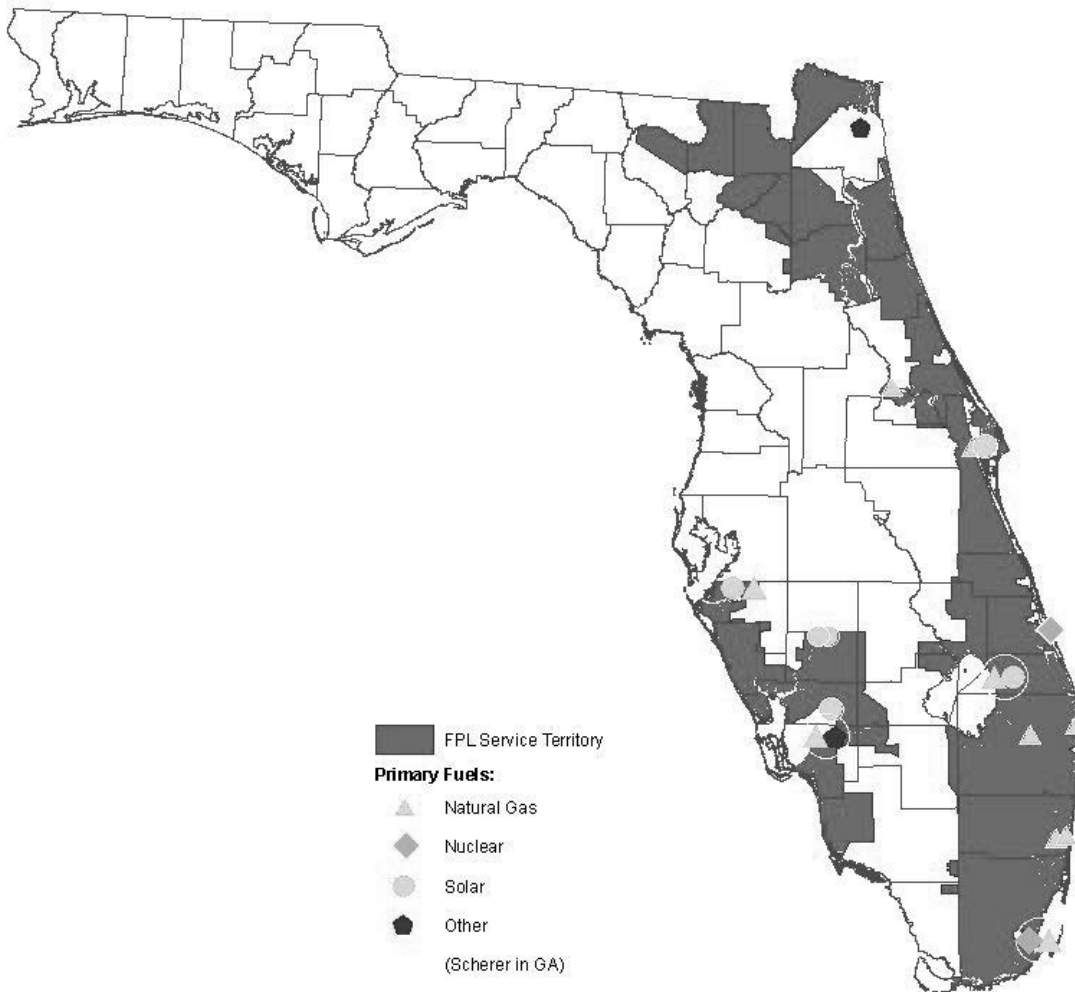 FPL Service Territory
Primary Fuels:
Natural Gas
Nuclear
Solar
Other
(Scherer in GA)